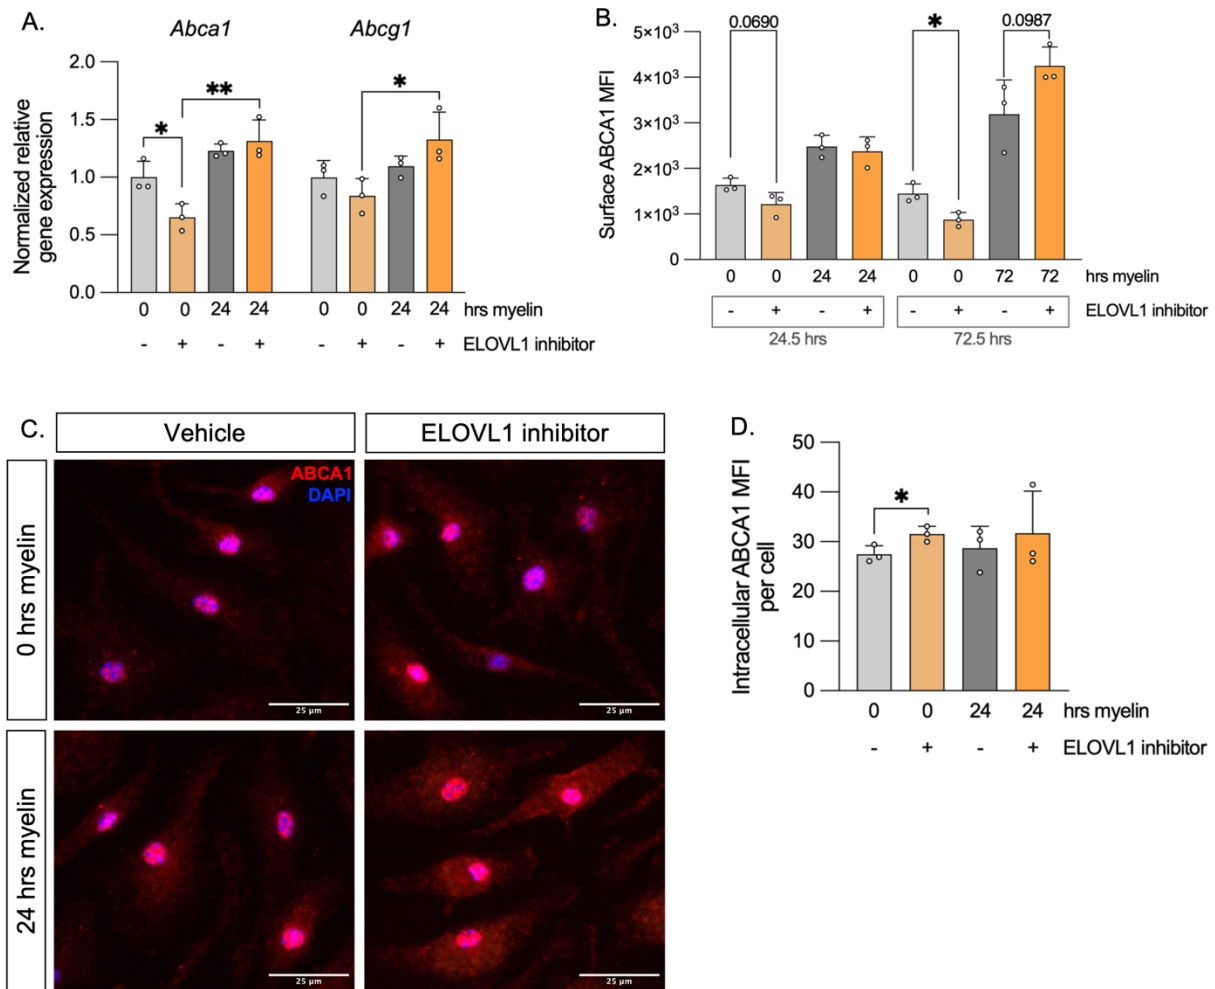 A.
Abca1 Abcg1
Normalized relative
gene expression
2.0
1.5
1.0
0.5
0.0
* ** *
0 0 24 24 0 0 24 24 hrs myelin
- + - + - + - + ELOVL1 inhibitor
B.
Surface ABCA1 MFI
5×10³
4×10³
3×10³
2×10³
1×10³
0
0.0690 * 0.0987
0 0 24 24 0 0 72 72 hrs myelin
- + - + - + - + ELOVL1 inhibitor
24.5 hrs 72.5 hrs
C.
Vehicle ELOVL1 inhibitor
0 hrs myelin
ABCA1
DAPI
25 µm 25 µm
24 hrs myelin
25 µm 25 µm
D.
Intracellular ABCA1 MFI
per cell
50
40
30
20
10
0
*
0 0 24 24 hrs myelin
- + - + ELOVL1 inhibitor